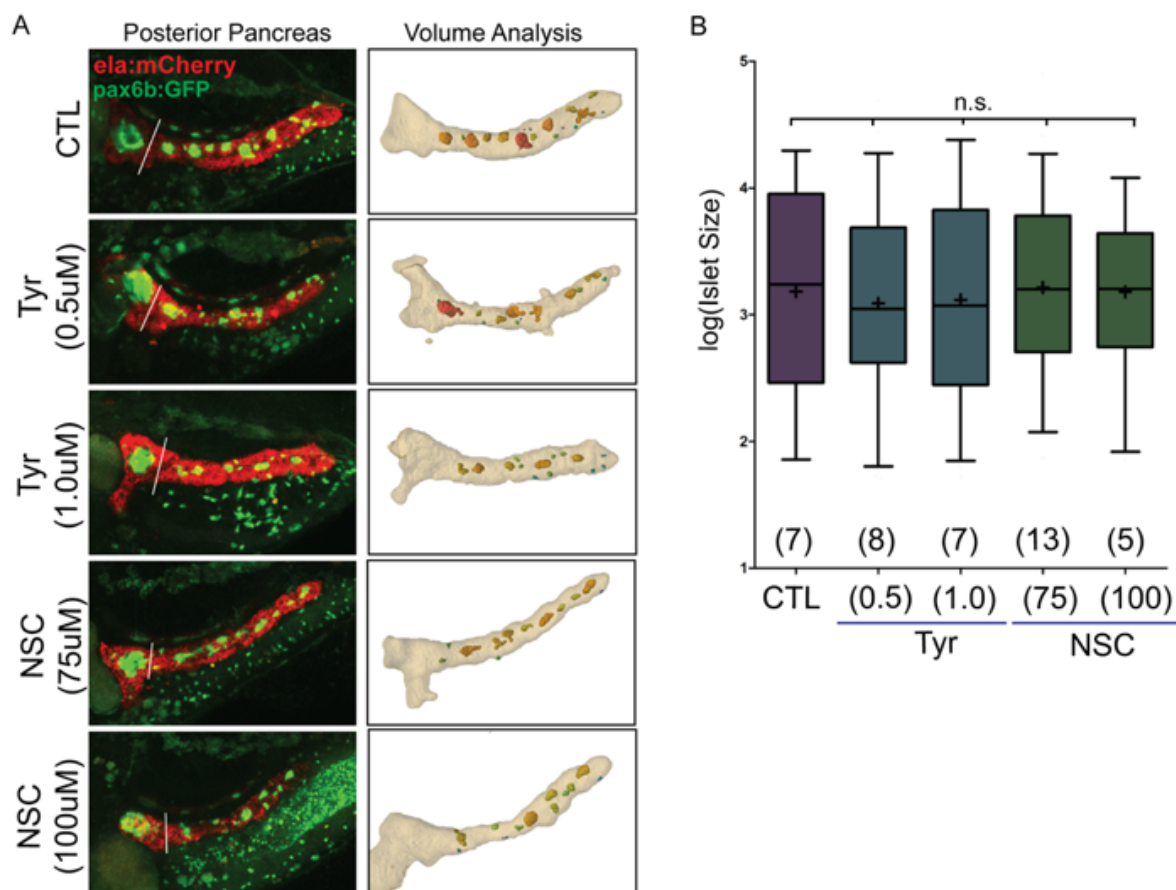 A
Posterior Pancreas
Volume Analysis
ela:mCherry
pax6b:GFP
CTL
Tyr
(0.5uM)
Tyr
(1.0uM)
NSC
(75uM)
NSC
(100uM)
B
n.s.
log(Islet Size)
5
4
3
2
1
(7) (8) (7) (13) (5)
CTL (0.5) (1.0) (75) (100)
Tyr NSC